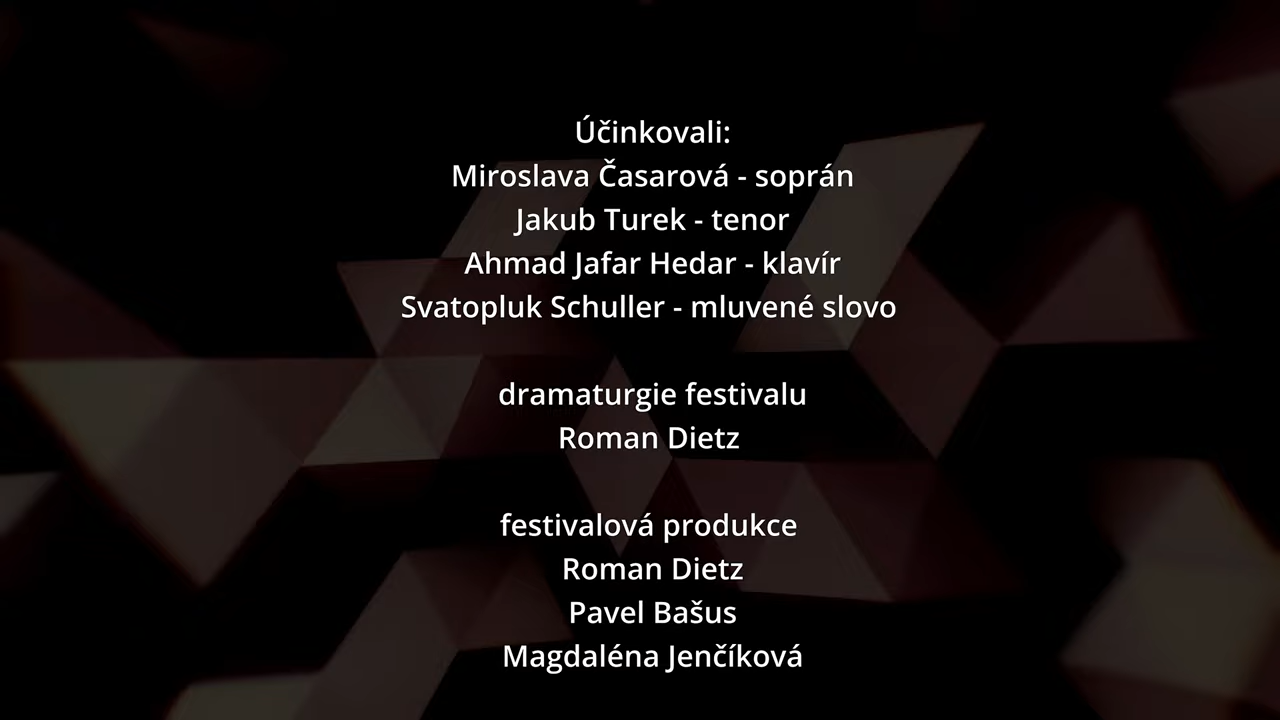 Účinkovali:
Miroslava Časarová - soprán
Jakub Turek - tenor
Ahmad Jafar Hedar - klavír
Svatopluk Schuller - mluvené slovo
dramaturgie festivalu
Roman Dietz
festivalová produkce
Roman Dietz
Pavel Bašus
Magdaléna Jenčíková